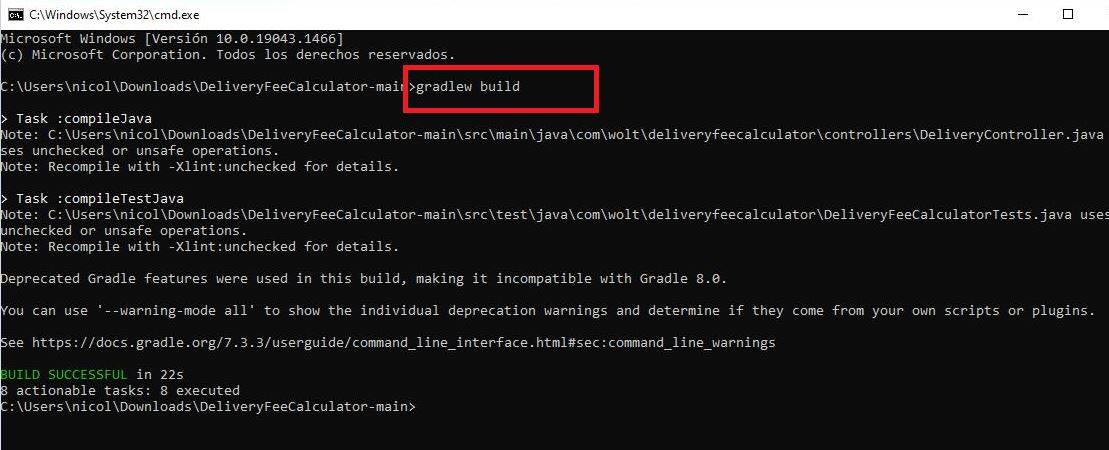 C:\Windows\System32\cmd.exe
Microsoft Windows [Versión 10.0.19043.1466]
(c) Microsoft Corporation. Todos los derechos reservados.
C:\Users\nicol\Downloads\DeliveryFeeCalculator-main>gradlew build
> Task :compileJava
Note: C:\Users\nicol\Downloads\DeliveryFeeCalculator-main\src\main\java\com\wolt\deliveryfeecalculator\controllers\DeliveryController.java
ses unchecked or unsafe operations.
Note: Recompile with -Xlint:unchecked for details.
> Task :compileTestJava
Note: C:\Users\nicol\Downloads\DeliveryFeeCalculator-main\src\test\java\com\wolt\deliveryfeecalculator\DeliveryFeeCalculatorTests.java uses
unchecked or unsafe operations.
Note: Recompile with -Xlint:unchecked for details.
Deprecated Gradle features were used in this build, making it incompatible with Gradle 8.0.
You can use '--warning-mode all' to show the individual deprecation warnings and determine if they come from your own scripts or plugins.
See https://docs.gradle.org/7.3.3/userguide/command_line_interface.html#sec:command_line_warnings
BUILD SUCCESSFUL in 22s
8 actionable tasks: 8 executed
C:\Users\nicol\Downloads\DeliveryFeeCalculator-main>